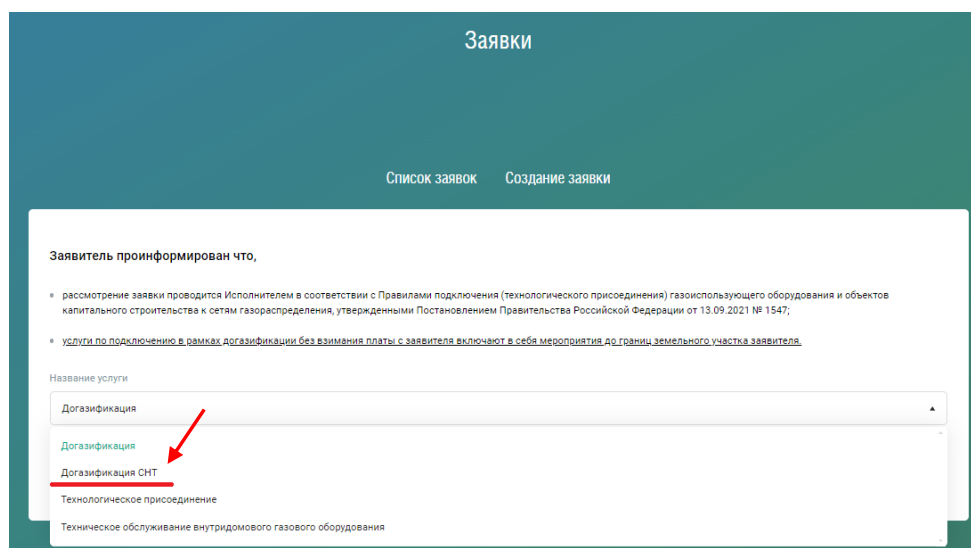 Заявки
Список заявок Создание заявки
Заявитель проинформирован что,
рассмотрение заявки проводится Исполнителем в соответствии с Правилами подключения (технологического присоединения) газоиспользующего оборудования и объектов
капитального строительства к сетям газораспределения, утвержденными Постановлением Правительства Российской Федерации от 13.09.2021 № 1547;
услуги по подключению в рамках догазификации без взимания платы с заявителя включают в себя мероприятия до границ земельного участка заявителя.
Название услуги
Догазификация
Догазификация
Догазификация СНТ
Технологическое присоединение
Техническое обслуживание внутридомового газового оборудования